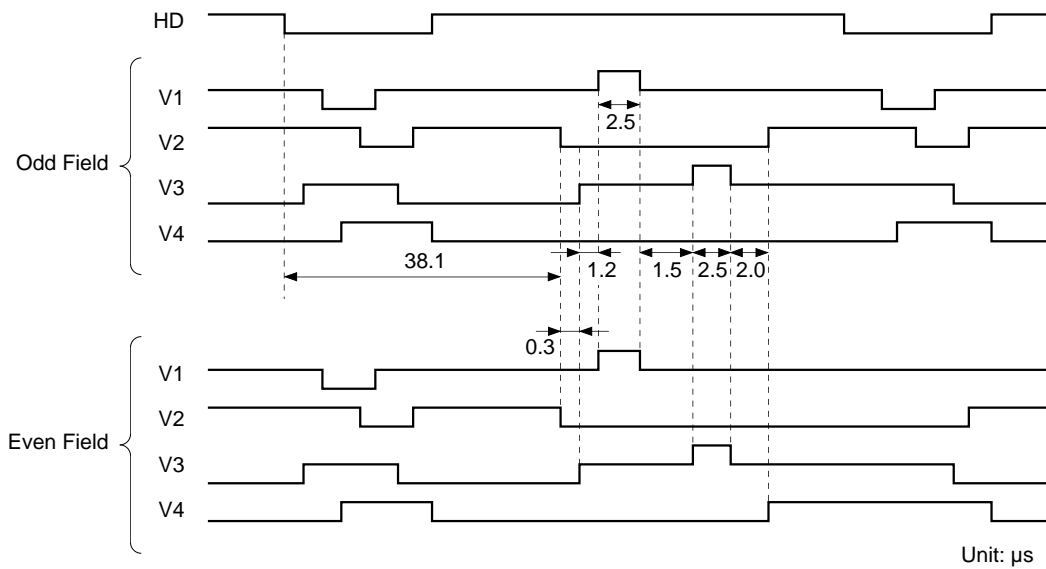 HD
V1
2.5
V2
Odd Field
V3
V4
38.1
1.2
1.5
2.5
2.0
0.3
V1
V2
Even Field
V3
V4
Unit: μs